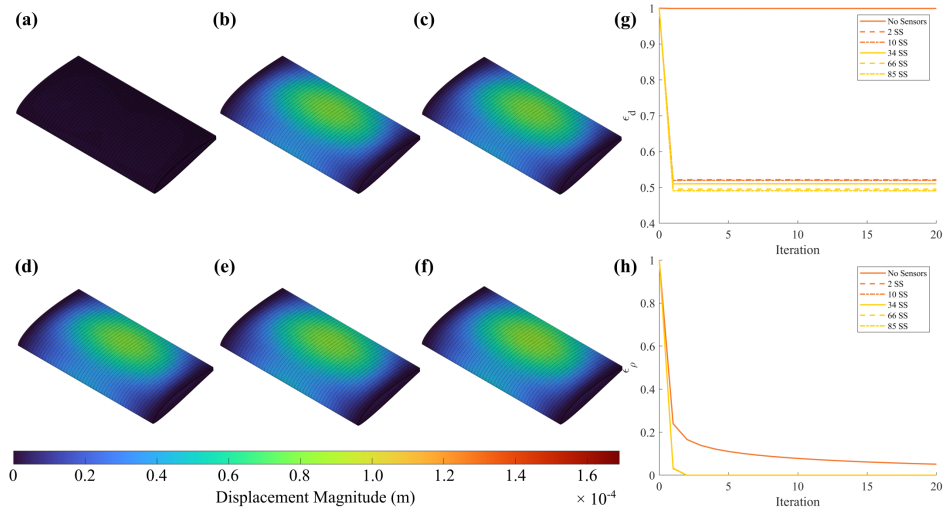 (a)
(b)
(c)
(g)
1
0.9
0.8
0.7
0.6
0.5
0.4
ϵd
0 5 10 15 20
Iteration
No Sensors
2 SS
10 SS
34 SS
66 SS
85 SS
(d)
(e)
(f)
(h)
1
0.8
0.6
0.4
0.2
0
ϵρ
0 5 10 15 20
Iteration
No Sensors
2 SS
10 SS
34 SS
66 SS
85 SS
0 0.2 0.4 0.6 0.8 1.0 1.2 1.4 1.6
Displacement Magnitude (m) × 10⁻⁴